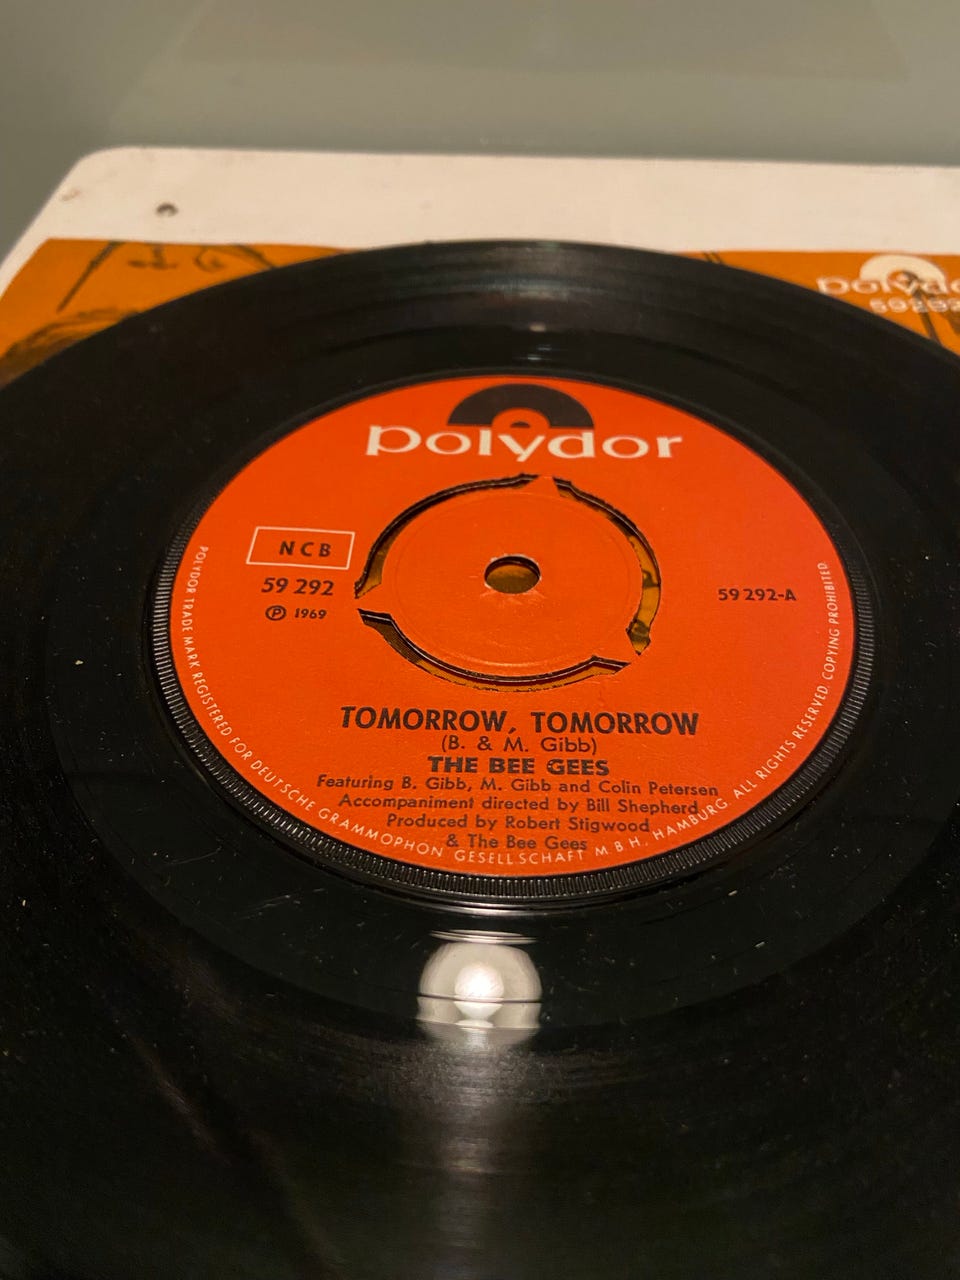 polydor
polydor
NCB
59 292
℗ 1969
59 292-A
TOMORROW, TOMORROW
(B. & M. Gibb)
THE BEE GEES
Featuring B. Gibb, M. Gibb and Colin Petersen
Accompaniment directed by Bill Shepherd
Produced by Robert Stigwood
& The Bee Gees
POLYDOR TRADE MARK REGISTERED FOR DEUTSCHE GRAMMOPHON GESELLSCHAFT M.B.H. HAMBURG. ALL RIGHTS RESERVED. COPYING PROHIBITED